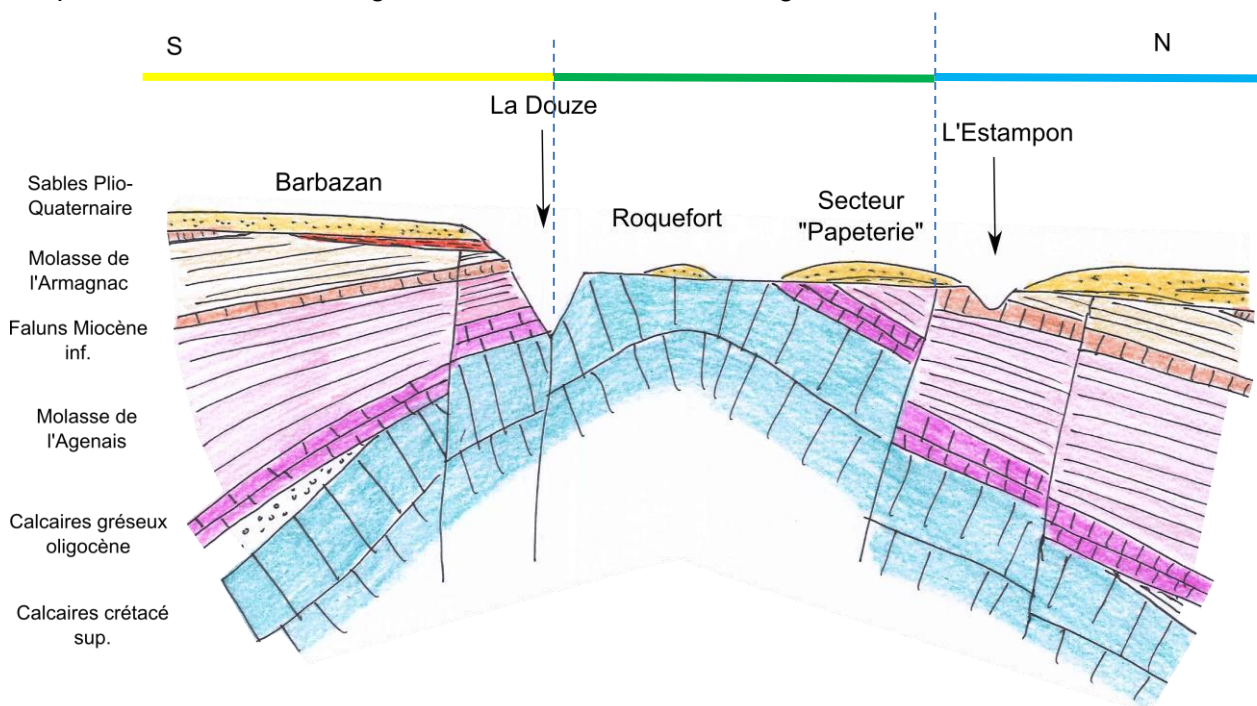 S
N
La Douze
L'Estampon
Sables Plio-
Quaternaire
Barbazan
Roquefort
Secteur
"Papeterie"
Molasse de
l'Armagnac
Faluns Miocène
inf.
Molasse de
l'Agenais
Calcaires gréseux
oligocène
Calcaires crétacé
sup.